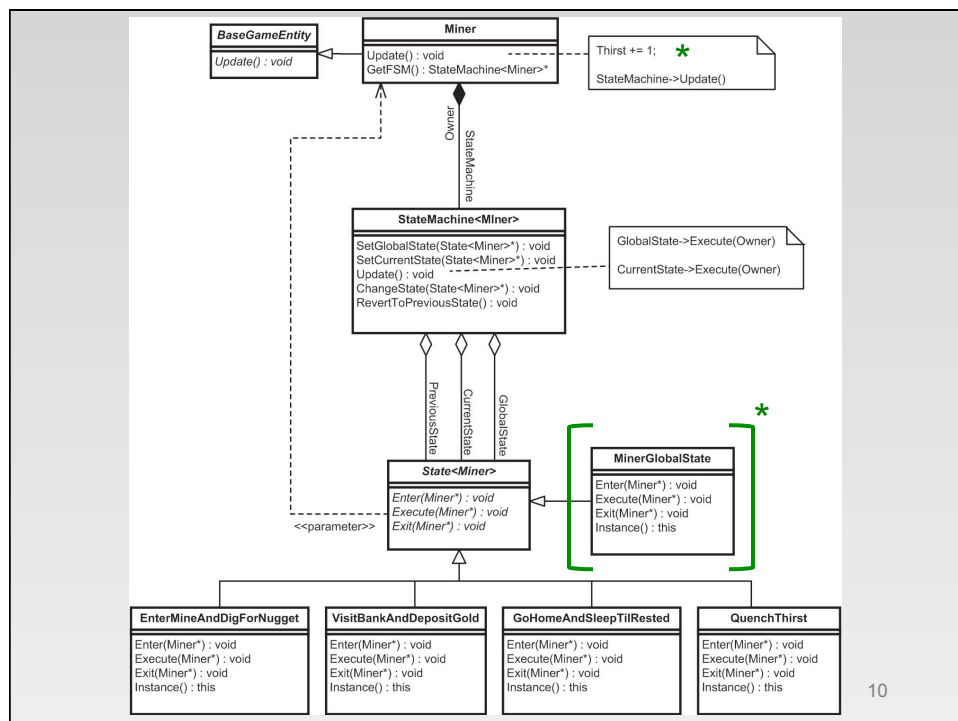 BaseGameEntity
Update() : void
Miner
Update() : void
GetFSM() : StateMachine<Miner>*
Thirst += 1; *
StateMachine->Update()
Owner
StateMachine
StateMachine<MIner>
SetGlobalState(State<Miner>*) : void
SetCurrentState(State<Miner>*) : void
Update() : void
ChangeState(State<Miner>*) : void
RevertToPreviousState() : void
GlobalState->Execute(Owner)
CurrentState->Execute(Owner)
PreviousState
CurrentState
GlobalState
*
State<Miner>
Enter(Miner*) : void
Execute(Miner*) : void
Exit(Miner*) : void
<<parameter>>
MinerGlobalState
Enter(Miner*) : void
Execute(Miner*) : void
Exit(Miner*) : void
Instance() : this
EnterMineAndDigForNugget
Enter(Miner*) : void
Execute(Miner*) : void
Exit(Miner*) : void
Instance() : this
VisitBankAndDepositGold
Enter(Miner*) : void
Execute(Miner*) : void
Exit(Miner*) : void
Instance() : this
GoHomeAndSleepTilRested
Enter(Miner*) : void
Execute(Miner*) : void
Exit(Miner*) : void
Instance() : this
QuenchThirst
Enter(Miner*) : void
Execute(Miner*) : void
Exit(Miner*) : void
Instance() : this
10